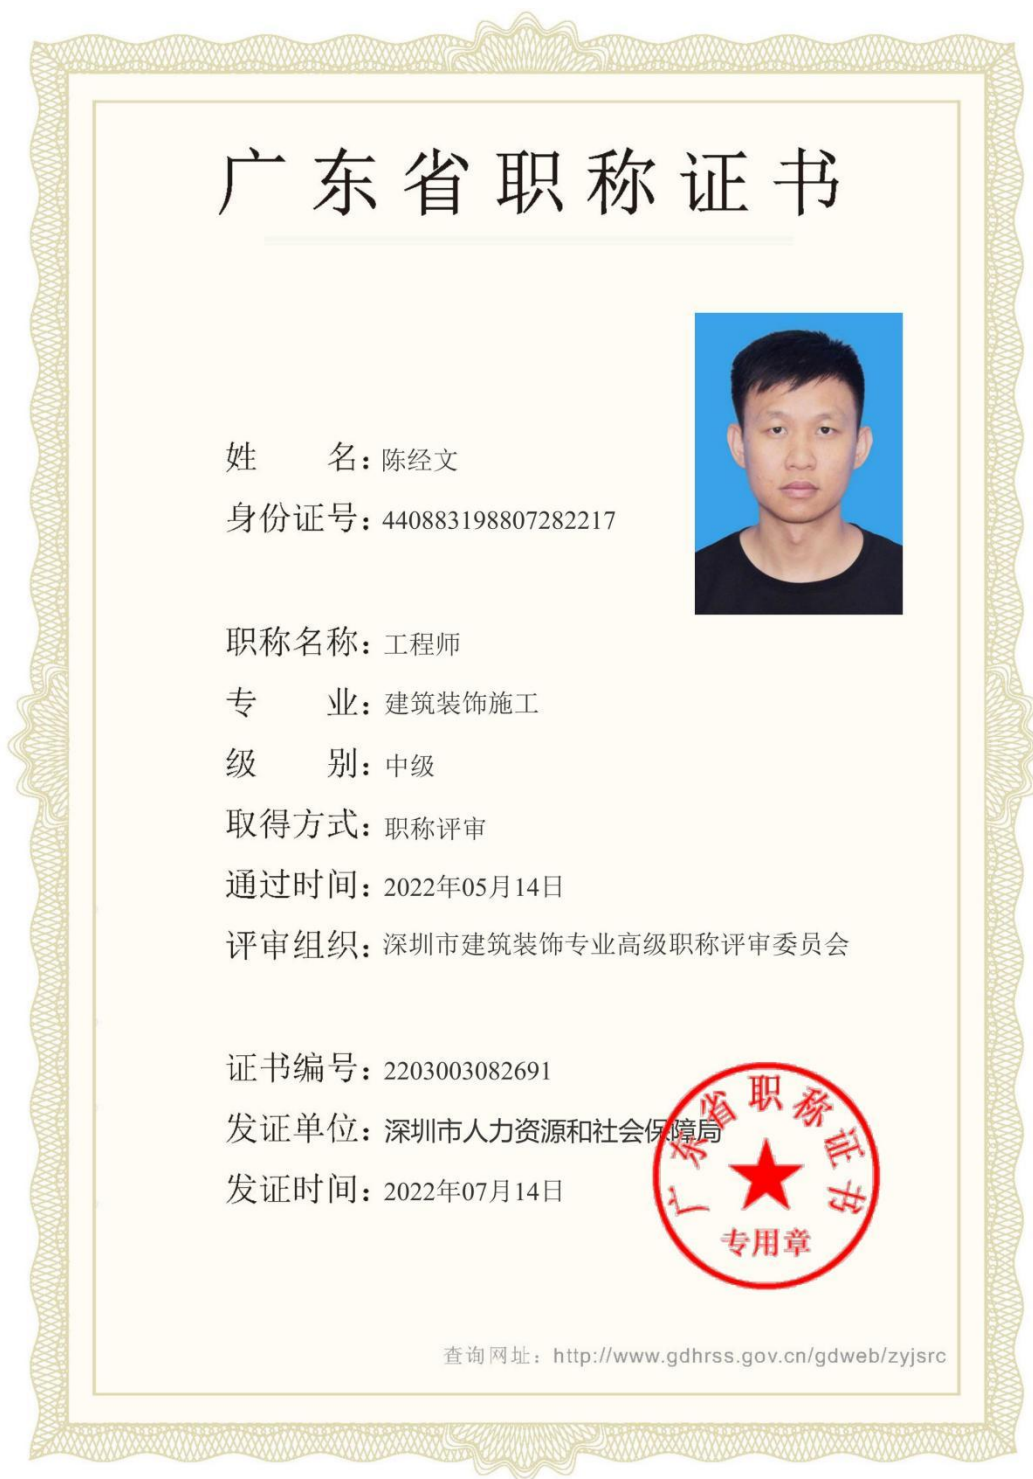 广东省职称证书
姓　　名：陈经文
身份证号：440883198807282217
职称名称：工程师
专　　业：建筑装饰施工
级　　别：中级
取得方式：职称评审
通过时间：2022年05月14日
评审组织：深圳市建筑装饰专业高级职称评审委员会
证书编号：2203003082691
发证单位：深圳市人力资源和社会保障局
发证时间：2022年07月14日
广东省职称证书
专用章
查询网址：http://www.gdhrss.gov.cn/gdweb/zyjsrc